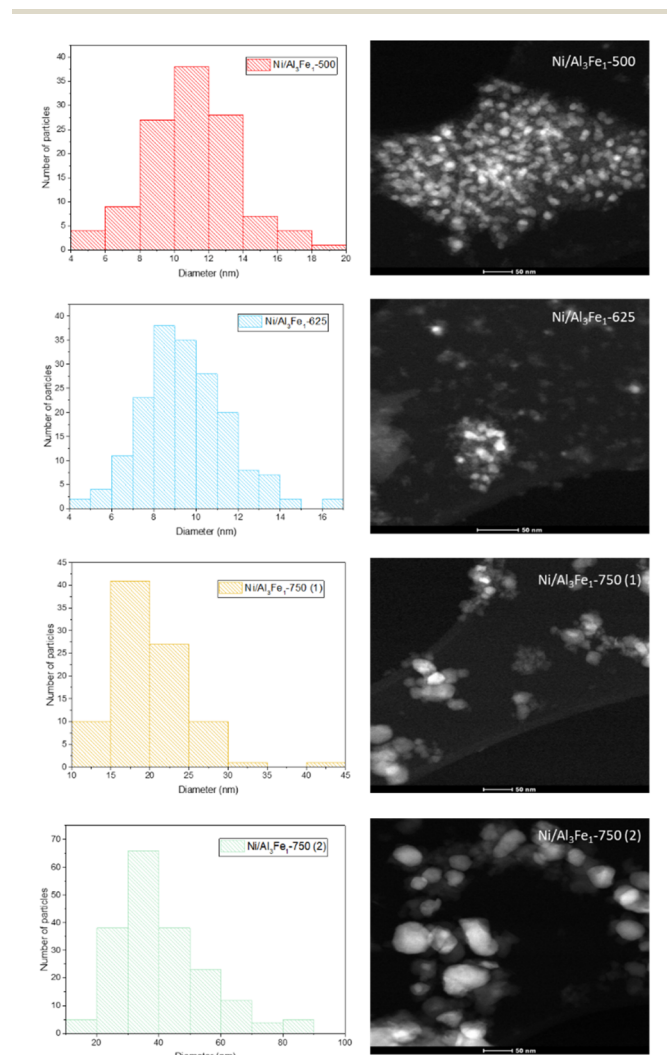 Ni/Al₃Fe₁-500
Number of particles
40
35
30
25
20
15
10
5
0
4 6 8 10 12 14 16 18 20
Diameter (nm)
Ni/Al₃Fe₁-500
50 nm
Ni/Al₃Fe₁-625
Number of particles
40
35
30
25
20
15
10
5
0
4 6 8 10 12 14 16
Diameter (nm)
Ni/Al₃Fe₁-625
50 nm
Ni/Al₃Fe₁-750 (1)
Number of particles
45
40
35
30
25
20
15
10
5
0
10 15 20 25 30 35 40 45
Diameter (nm)
Ni/Al₃Fe₁-750 (1)
50 nm
Ni/Al₃Fe₁-750 (2)
Number of particles
70
60
50
40
30
20
10
0
20 40 60 80 100
Diameter (nm)
Ni/Al₃Fe₁-750 (2)
50 nm